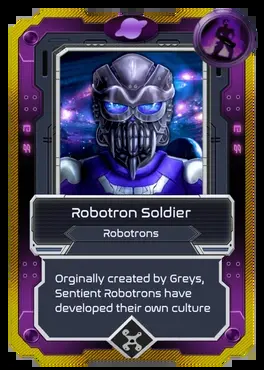 Robotron Soldier
Robotrons
Orginally created by Greys,
Sentient Robotrons have
developed their own culture